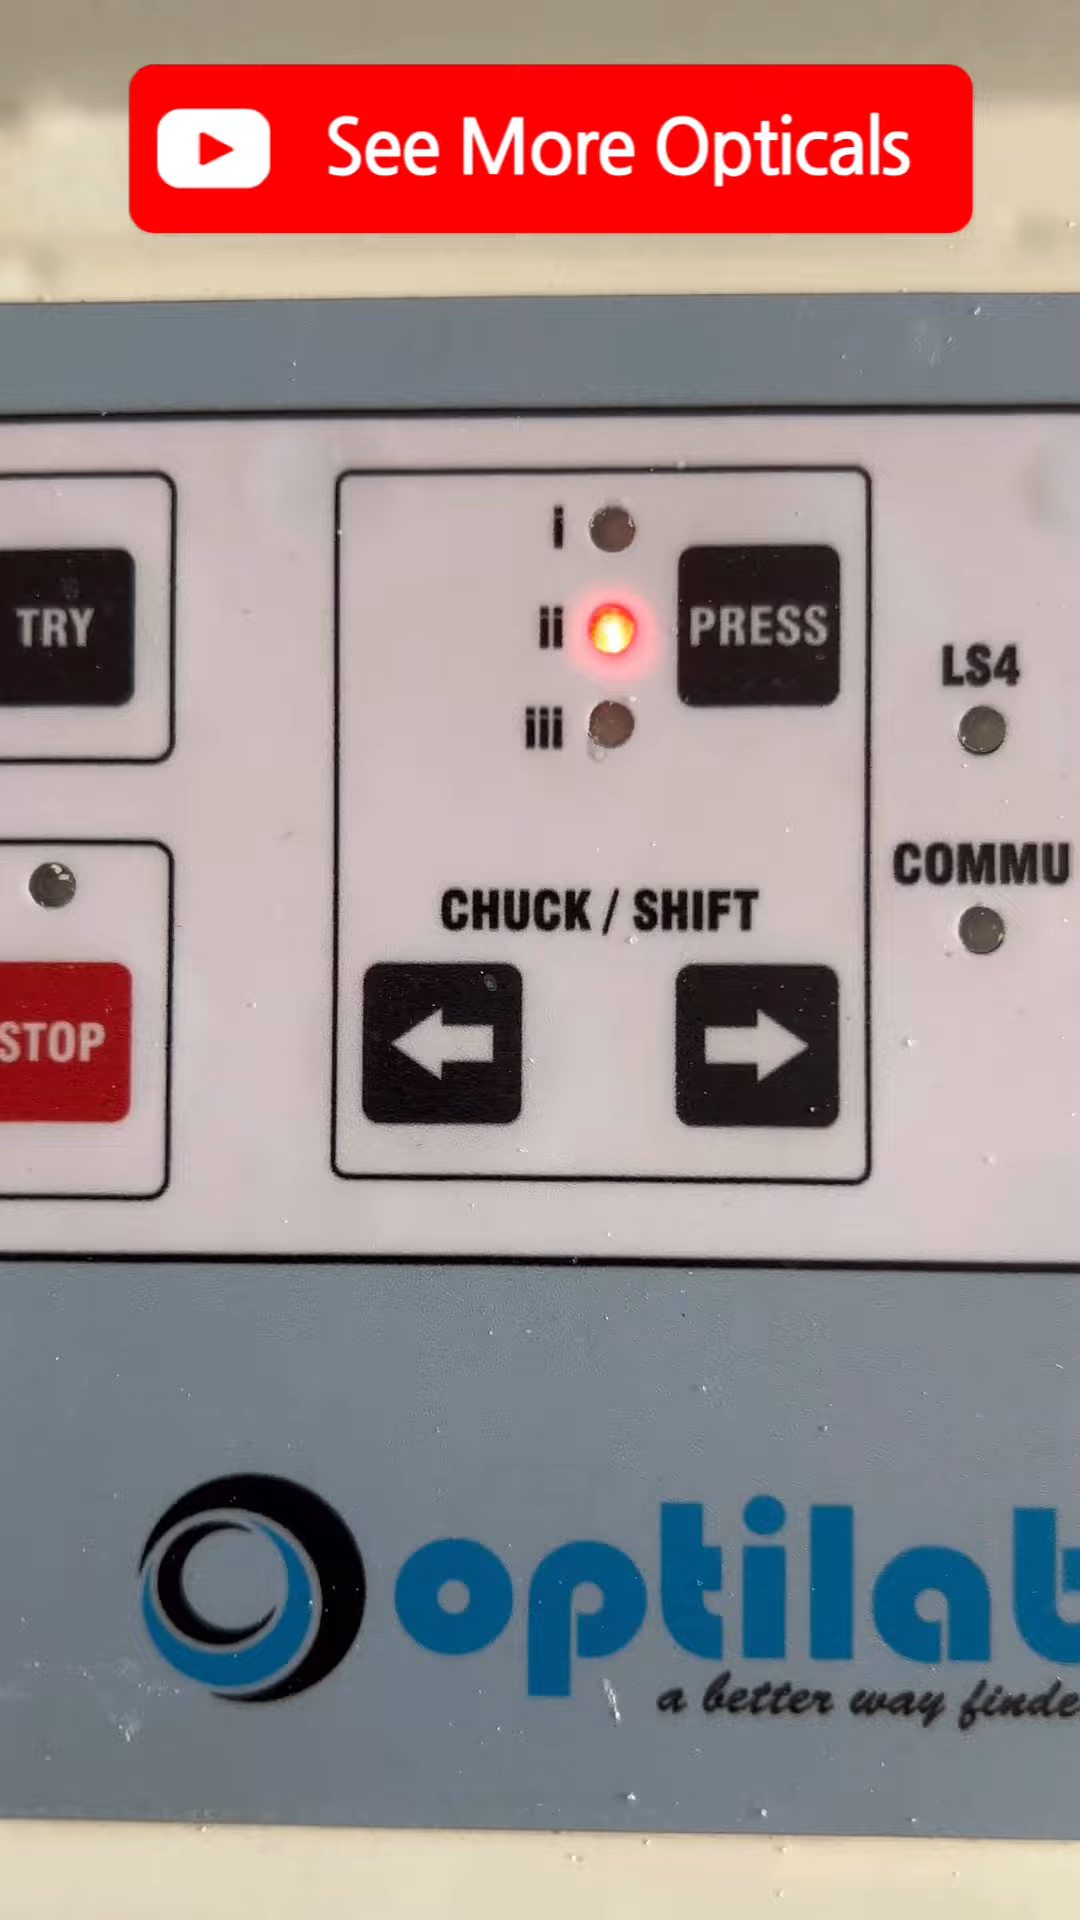 See More Opticals
i
ii
iii
TRY
PRESS
LS4
COMMU
CHUCK / SHIFT
STOP
optilab
a better way finde